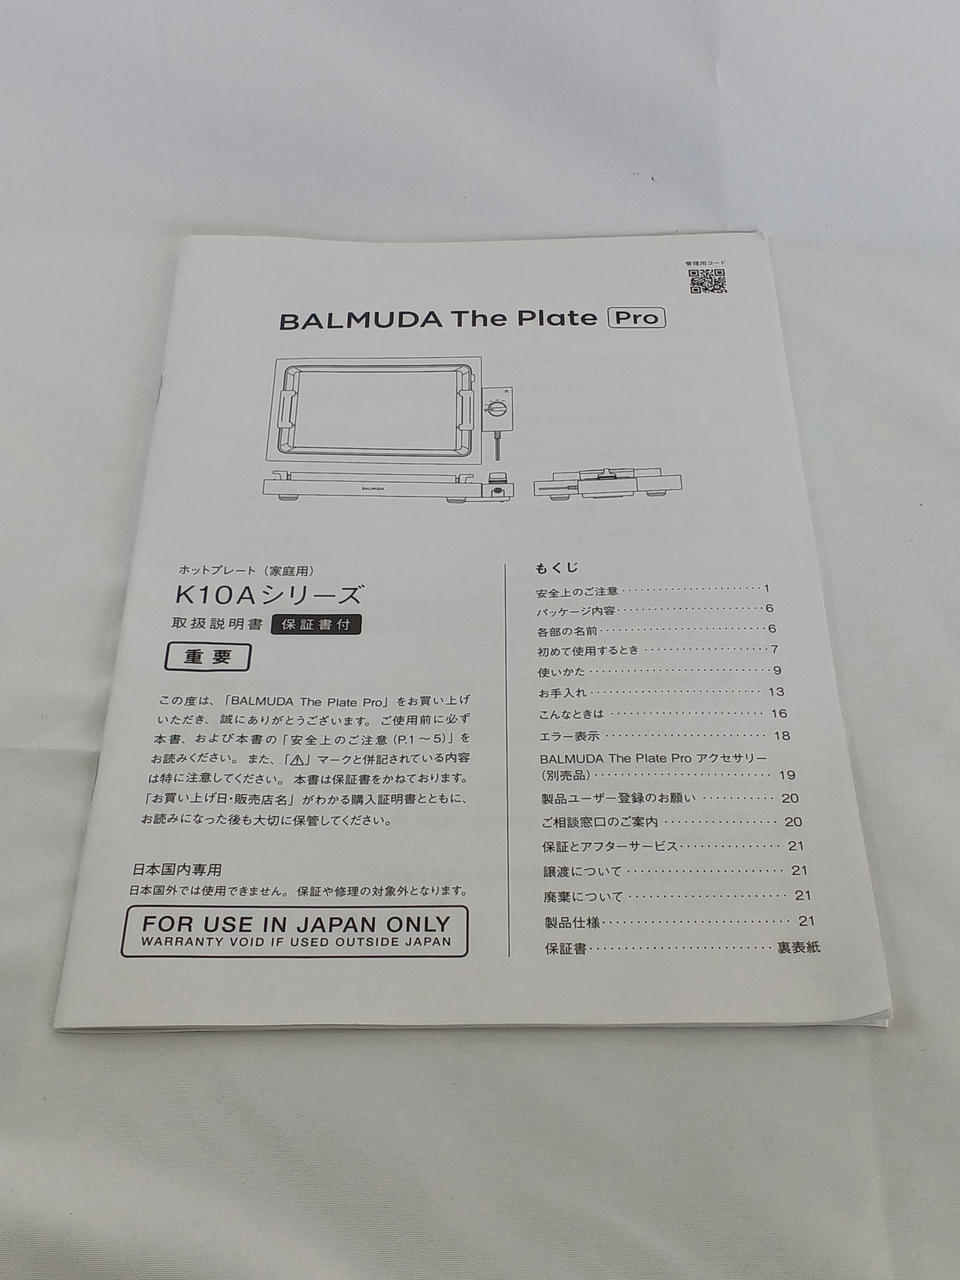 管理用コード
BALMUDA The Plate Pro
BALMUDA
ホットプレート（家庭用）
K10Aシリーズ
取扱説明書 保証書付
重要
この度は、「BALMUDA The Plate Pro」をお買い上げ
いただき、誠にありがとうございます。ご使用前に必ず
本書、および本書の「安全上のご注意（P.1〜5）」を
お読みください。また、「⚠」マークと併記されている内容
は特に注意してください。本書は保証書をかねております。
「お買い上げ日・販売店名」がわかる購入証明書とともに、
お読みになった後も大切に保管してください。
日本国内専用
日本国外では使用できません。保証や修理の対象外となります。
FOR USE IN JAPAN ONLY
WARRANTY VOID IF USED OUTSIDE JAPAN
もくじ
安全上のご注意 ························ 1
パッケージ内容 ························ 6
各部の名前 ························ 6
初めて使用するとき ···················· 7
使いかた ························ 9
お手入れ ························ 13
こんなときは ······················ 16
エラー表示 ························ 18
BALMUDA The Plate Pro アクセサリー
（別売品） ························ 19
製品ユーザー登録のお願い ············ 20
ご相談窓口のご案内 ················ 20
保証とアフターサービス ·············· 21
譲渡について ······················ 21
廃棄について ······················ 21
製品仕様 ························ 21
保証書 ························ 裏表紙